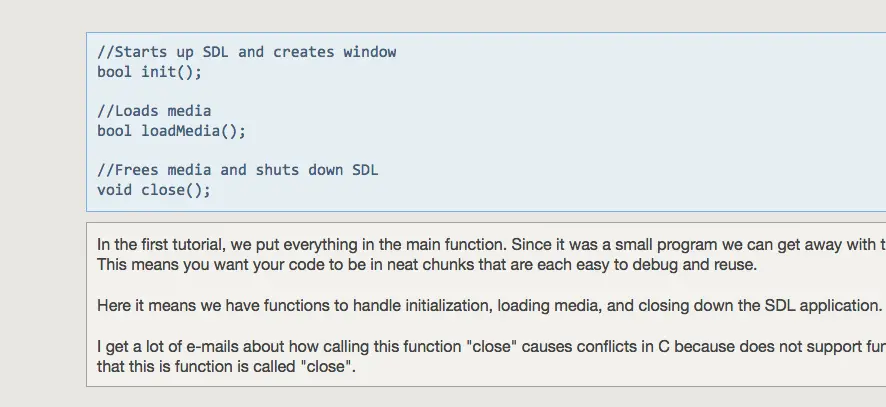 //Starts up SDL and creates window
bool init();
//Loads media
bool loadMedia();
//Frees media and shuts down SDL
void close();
In the first tutorial, we put everything in the main function. Since it was a small program we can get away with
This means you want your code to be in neat chunks that are each easy to debug and reuse.
Here it means we have functions to handle initialization, loading media, and closing down the SDL application.
I get a lot of e-mails about how calling this function "close" causes conflicts in C because does not support
that this is function is called "close".